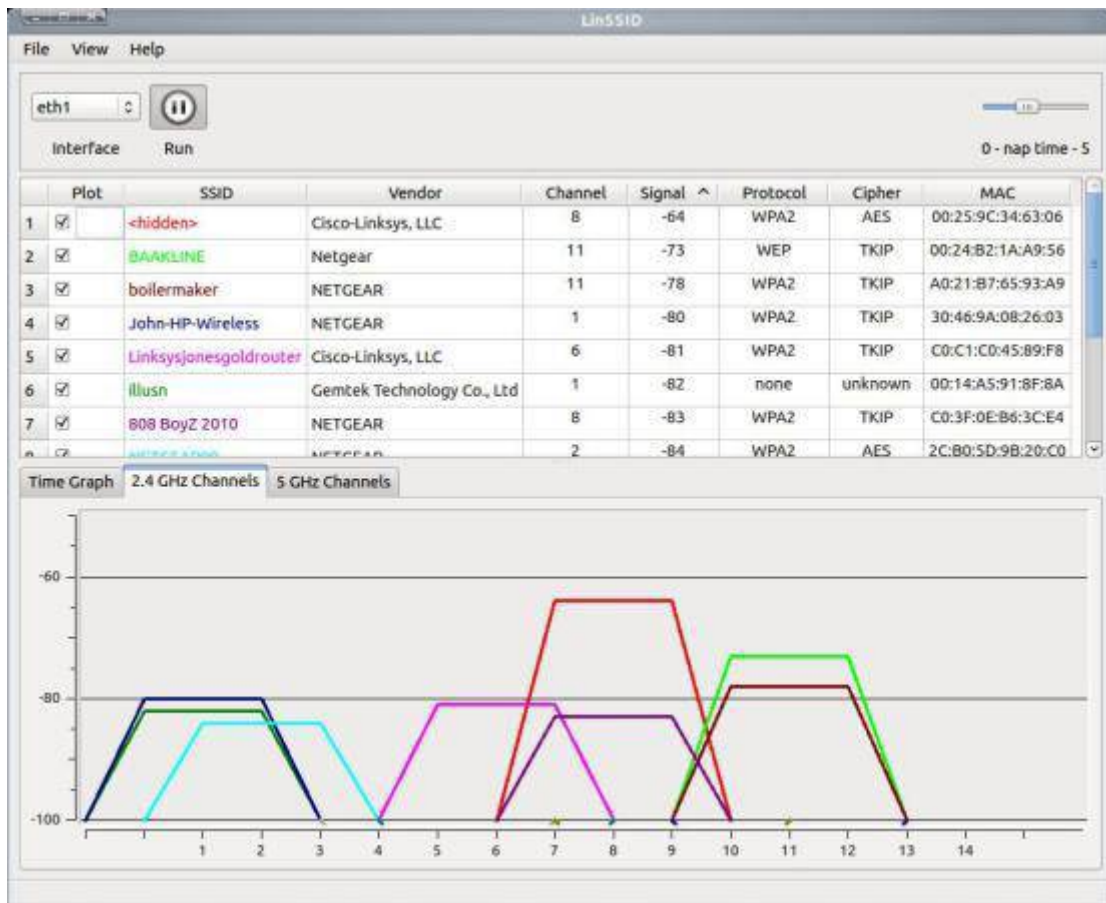 LinSSID
File View Help
eth1
Interface Run 0 - nap time - 5
Plot SSID Vendor Channel Signal ^ Protocol Cipher MAC
1 <hidden> Cisco-Linksys, LLC 8 -64 WPA2 AES 00:25:9C:34:63:06
2 BAAKLINE Netgear 11 -73 WEP TKIP 00:24:B2:1A:A9:56
3 boilermaker NETGEAR 11 -78 WPA2 TKIP A0:21:B7:65:93:A9
4 John-HP-Wireless NETGEAR 1 -80 WPA2 TKIP 30:46:9A:08:26:03
5 Linksysjonesgoldrouter Cisco-Linksys, LLC 6 -81 WPA2 TKIP C0:C1:C0:45:89:F8
6 illusn Gemtek Technology Co., Ltd 1 -82 none unknown 00:14:A5:91:8F:8A
7 808 BoyZ 2010 NETGEAR 8 -83 WPA2 TKIP C0:3F:0E:B6:3C:E4
NETGEAR 2 -84 WPA2 AES 2C:B0:5D:9B:20:C0
Time Graph 2.4 GHz Channels 5 GHz Channels
-60
-80
-100
1 2 3 4 5 6 7 8 9 10 11 12 13 14